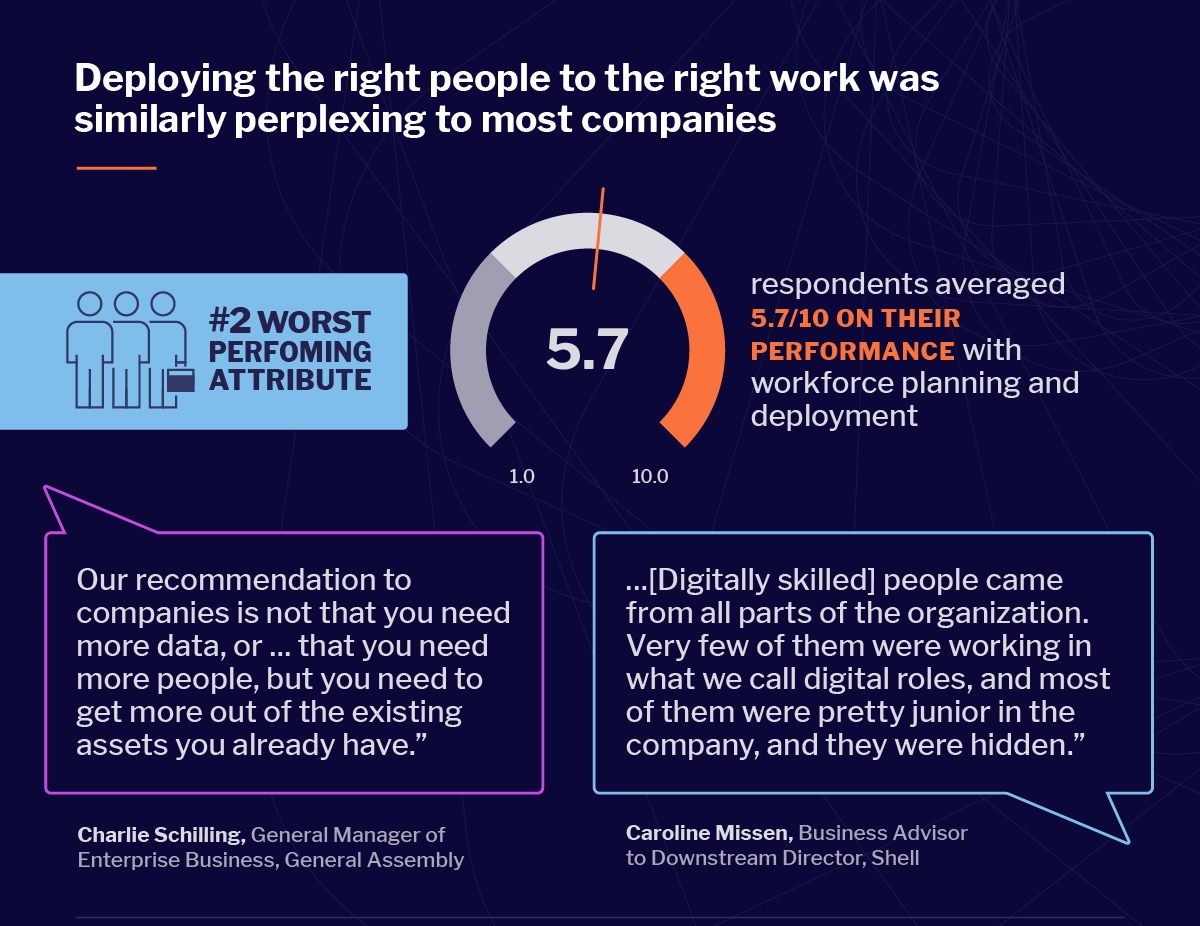 Deploying the right people to the right work was
similarly perplexing to most companies
#2 WORST
PERFOMING
ATTRIBUTE
5.7
1.0
10.0
respondents averaged
5.7/10 ON THEIR
PERFORMANCE with
workforce planning and
deployment
Our recommendation to
companies is not that you need
more data, or ... that you need
more people, but you need to
get more out of the existing
assets you already have.”
Charlie Schilling, General Manager of
Enterprise Business, General Assembly
...[Digitally skilled] people came
from all parts of the organization.
Very few of them were working in
what we call digital roles, and most
of them were pretty junior in the
company, and they were hidden.”
Caroline Missen, Business Advisor
to Downstream Director, Shell